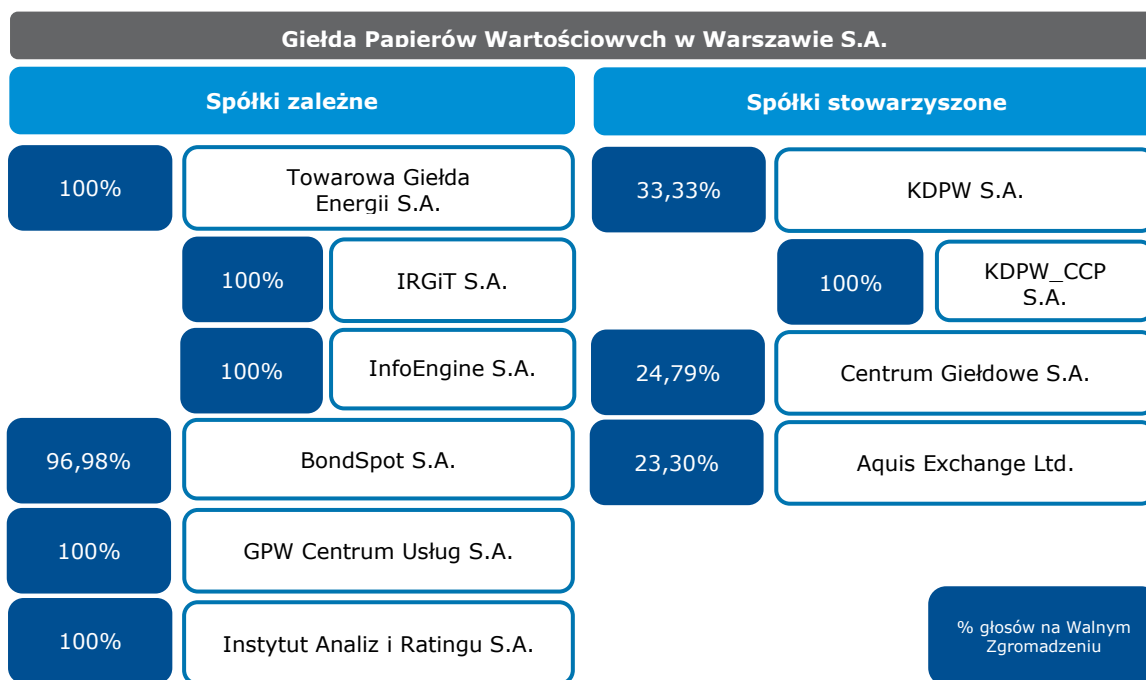 Giełda Papierów Wartościowych w Warszawie S.A.
Spółki zależne
Spółki stowarzyszone
100%
Towarowa Giełda
Energii S.A.
100%
IRGiT S.A.
100%
InfoEngine S.A.
96,98%
BondSpot S.A.
100%
GPW Centrum Usług S.A.
100%
Instytut Analiz i Ratingu S.A.
33,33%
KDPW S.A.
100%
KDPW_CCP
S.A.
24,79%
Centrum Giełdowe S.A.
23,30%
Aquis Exchange Ltd.
% głosów na Walnym
Zgromadzeniu